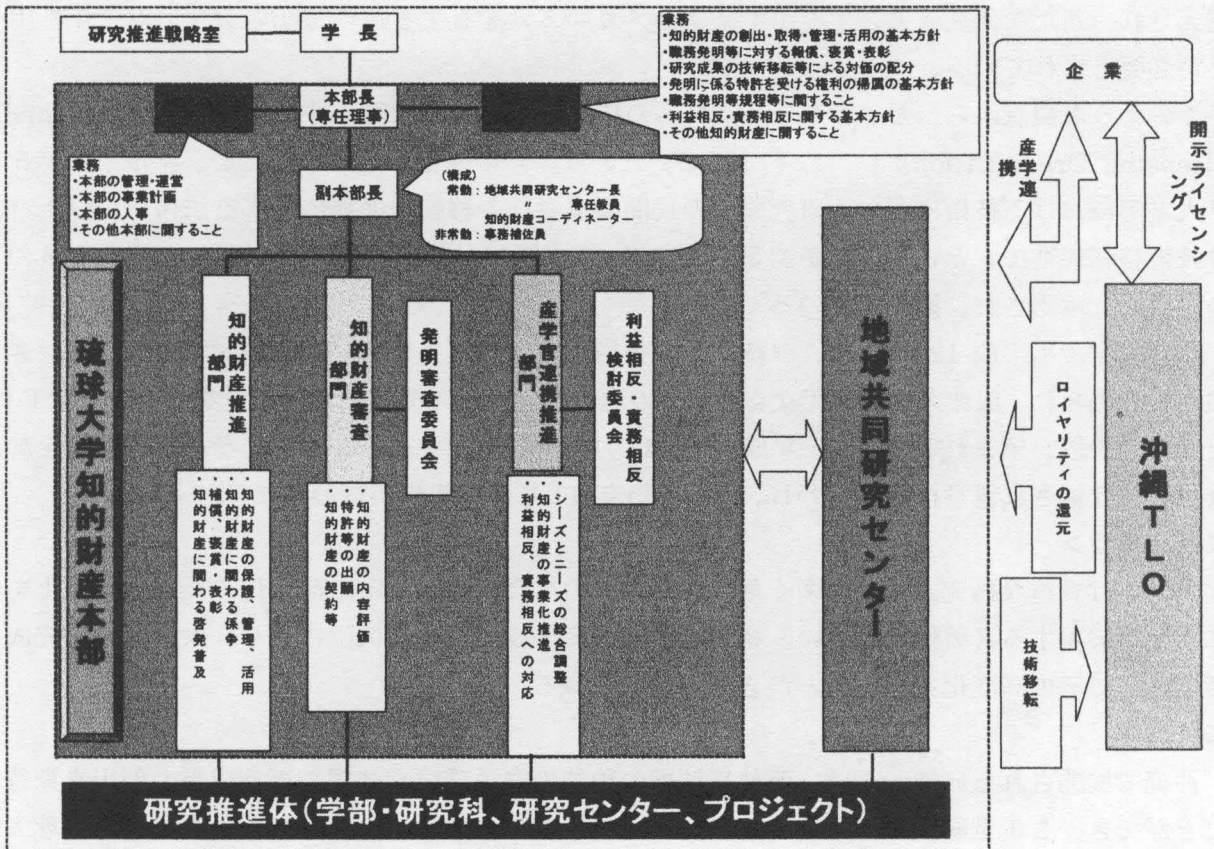 研究推進戦略室
学 長
業務
・知的財産の創出・取得・管理・活用の基本方針
・職務発明等に対する報償、褒賞・表彰
・研究成果の技術移転等による対価の配分
・発明に係る特許を受ける権利の帰属の基本方針
・職務発明等規程等に関すること
・利益相反・責務相反に関する基本方針
・その他知的財産に関すること
本部長
(専任理事)
業務
・本部の管理・運営
・本部の事業計画
・本部の人事
・その他本部に関すること
副本部長
(構成)
常勤:地域共同研究センター長
〃 専任教員
知的財産コーディネーター
非常勤:事務補佐員
琉球大学知的財産本部
知的財産推進
部門
知的財産審査
部門
発明審査委員会
産学官連携推進
部門
利益相反・責務相反
検討委員会
・知的財産の保護、管理、活用
・知的財産に関わる係争
・補償、褒賞・表彰
・知的財産に関わる啓発普及
・知的財産の内容評価
・特許等の出願
・知的財産の契約等
・シーズとニーズの総合調整
・知的財産の事業化推進
・利益相反、責務相反への対応
地域共同研究センター
研究推進体(学部・研究科、研究センター、プロジェクト)
企 業
産学連
携
開示ライセンシ
ング
ロイヤリティの還元
技術移転
沖縄TLO